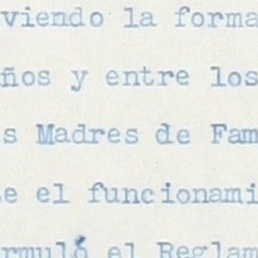 viendo la forma
ños y entre los
s Madres de Fam
e el funcionami
rmuló el Reglam